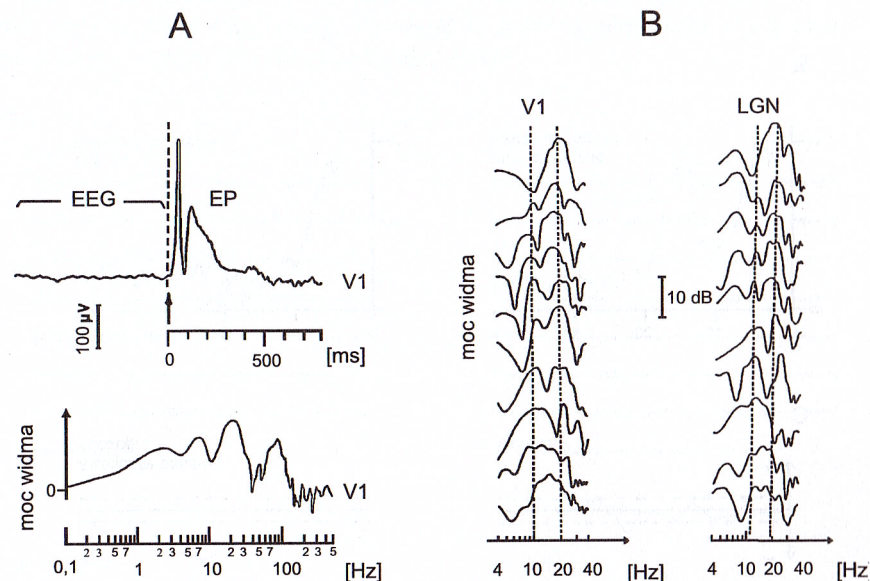 A
EEG
EP
V1
100 µV
0
500
[ms]
moc widma
0
V1
2 3 5 7 2 3 5 7 2 3 5 7 2 3 5
0,1 1 10 100 [Hz]
B
V1
LGN
moc widma
10 dB
4 10 20 40 [Hz]
4 10 20 40 [Hz]